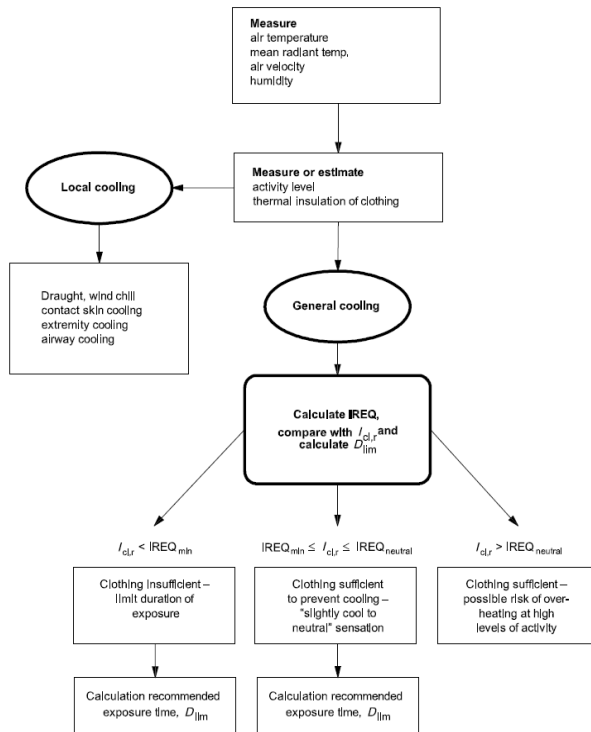 Measure
air temperature
mean radiant temp.
air velocity
humidity
Measure or estimate
activity level
thermal insulation of clothing
Local cooling
Draught, wind chill
contact skin cooling
extremity cooling
airway cooling
General cooling
Calculate IREQ,
compare with Icl,r and
calculate Dlim
Icl,r < IREQmin
IREQmin ≤ Icl,r ≤ IREQneutral
Icl,r > IREQneutral
Clothing insufficient –
limit duration of
exposure
Clothing sufficient
to prevent cooling –
"slightly cool to
neutral" sensation
Clothing sufficient –
possible risk of over-
heating at high
levels of activity
Calculation recommended
exposure time, Dlim
Calculation recommended
exposure time, Dlim